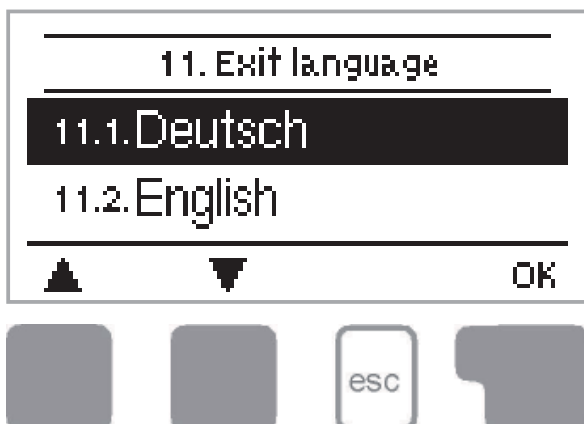 11. Exit language
11.1.Deutsch
11.2.English
▲ ▼ OK
esc